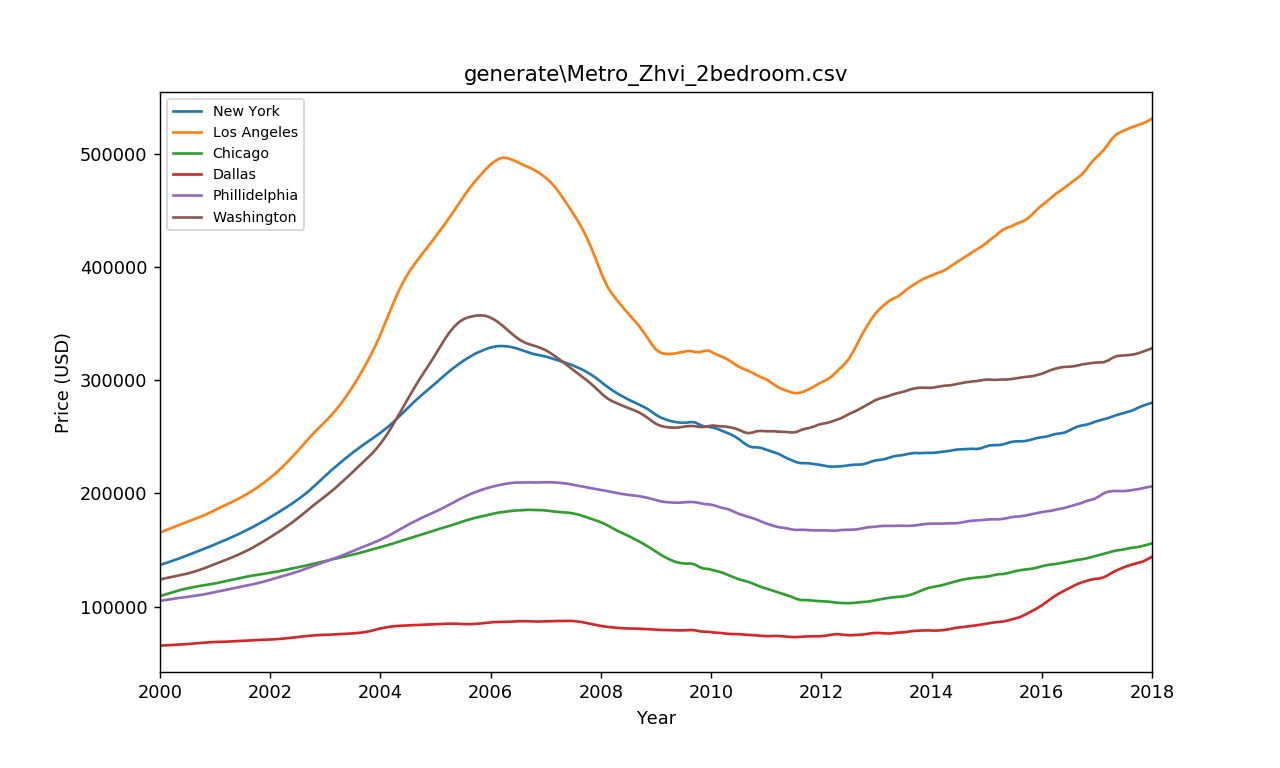 generate\Metro_Zhvi_2bedroom.csv
New York
Los Angeles
Chicago
Dallas
Phillidelphia
Washington
500000
400000
300000
200000
100000
Price (USD)
2000 2002 2004 2006 2008 2010 2012 2014 2016 2018
Year